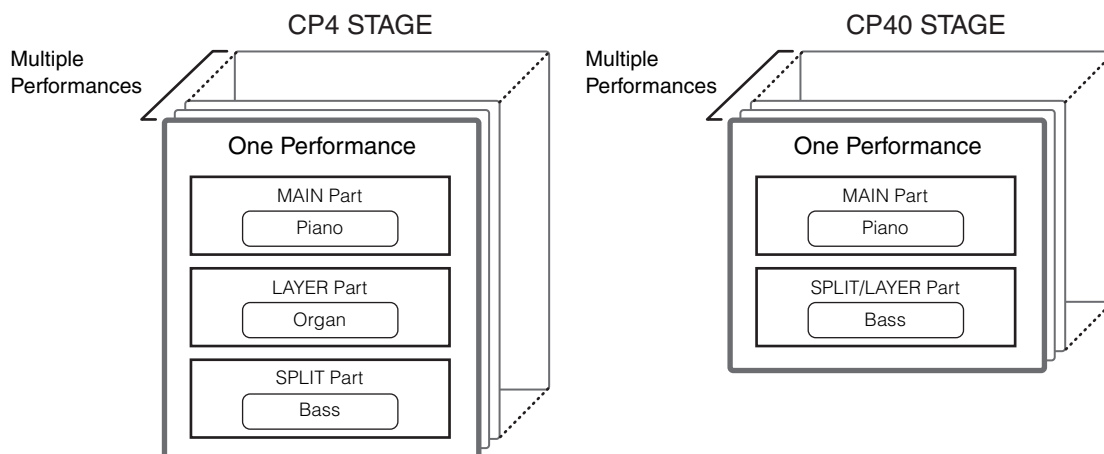 CP4 STAGE
Multiple
Performances
One Performance
MAIN Part
Piano
LAYER Part
Organ
SPLIT Part
Bass
CP40 STAGE
Multiple
Performances
One Performance
MAIN Part
Piano
SPLIT/LAYER Part
Bass